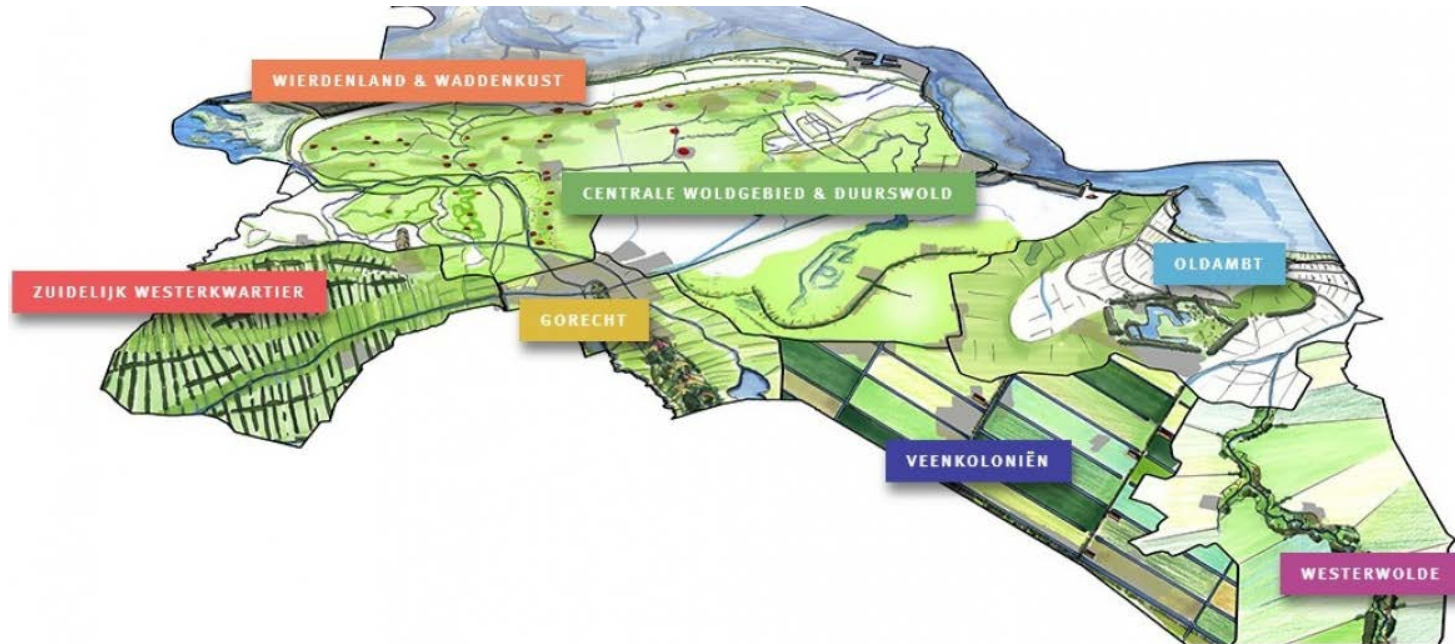 WIERDENLAND & WADDENKUST
CENTRALE WOLDGEBIED & DUURSWOLD
OLDAMBT
ZUIDELIJK WESTERKWARTIER
GORECHT
VEENKOLONIËN
WESTERWOLDE